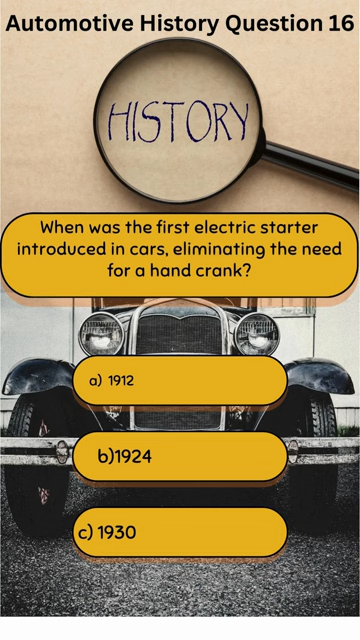 Automotive History Question 16
HISTORY
When was the first electric starter
introduced in cars, eliminating the need
for a hand crank?
a) 1912
b)1924
c) 1930